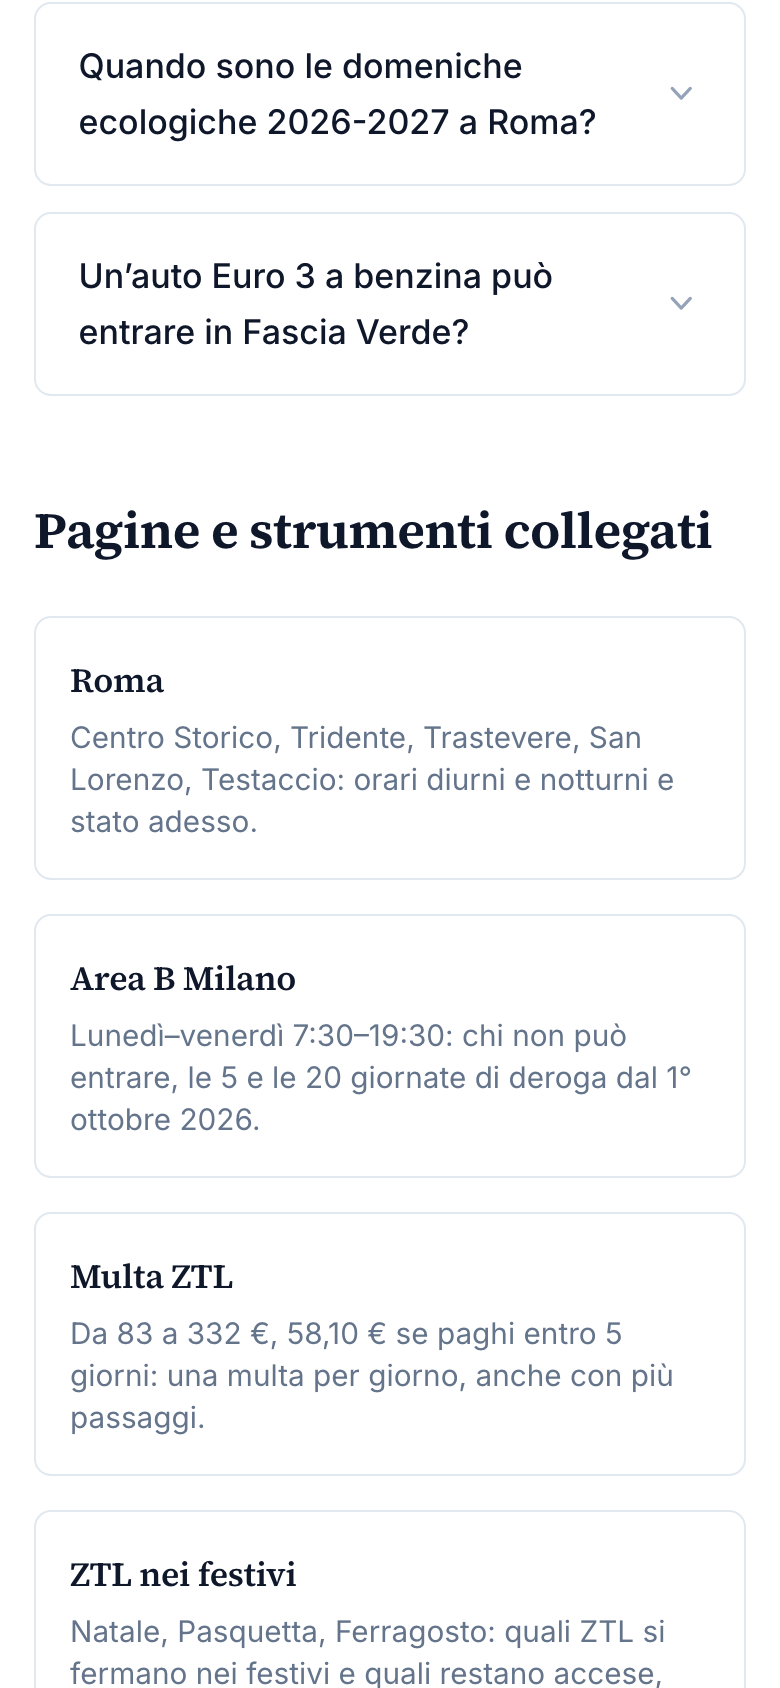 Quando sono le domeniche
ecologiche 2026-2027 a Roma?
Un’auto Euro 3 a benzina può
entrare in Fascia Verde?
Pagine e strumenti collegati
Roma
Centro Storico, Tridente, Trastevere, San
Lorenzo, Testaccio: orari diurni e notturni e
stato adesso.
Area B Milano
Lunedì–venerdì 7:30–19:30: chi non può
entrare, le 5 e le 20 giornate di deroga dal 1°
ottobre 2026.
Multa ZTL
Da 83 a 332 €, 58,10 € se paghi entro 5
giorni: una multa per giorno, anche con più
passaggi.
ZTL nei festivi
Natale, Pasquetta, Ferragosto: quali ZTL si
fermano nei festivi e quali restano accese,